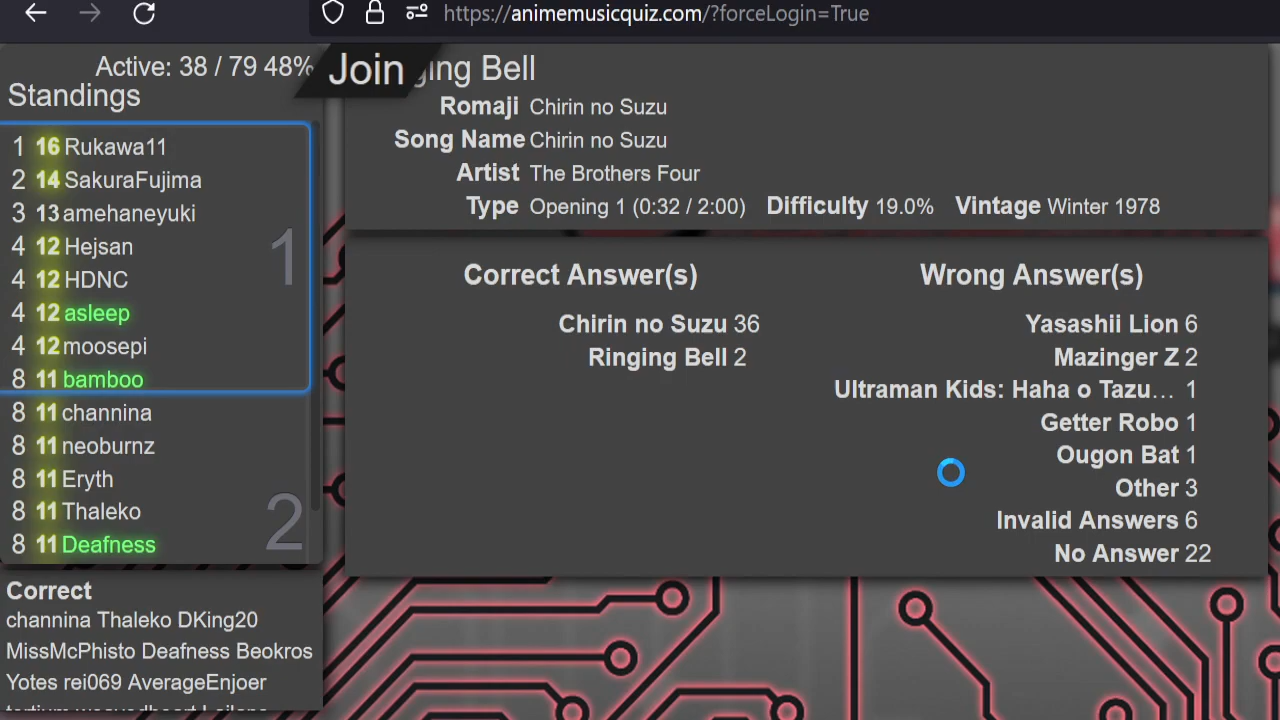 https://animemusicquiz.com/?forceLogin=True
Active: 38 / 79 48%
Standings
1 16 Rukawa11
2 14 SakuraFujima
3 13 amehaneyuki
4 12 Hejsan
4 12 HDNC
4 12 asleep
4 12 moosepi
8 11 bamboo
1
8 11 channina
8 11 neoburnz
8 11 Eryth
8 11 Thaleko
8 11 Deafness
2
Correct
channina Thaleko DKing20
MissMcPhisto Deafness Beokros
Yotes rei069 AverageEnjoer
Join
ging Bell
Romaji Chirin no Suzu
Song Name Chirin no Suzu
Artist The Brothers Four
Type Opening 1 (0:32 / 2:00) Difficulty 19.0% Vintage Winter 1978
Correct Answer(s)
Chirin no Suzu 36
Ringing Bell 2
Wrong Answer(s)
Yasashii Lion 6
Mazinger Z 2
Ultraman Kids: Haha o Tazu… 1
Getter Robo 1
Ougon Bat 1
Other 3
Invalid Answers 6
No Answer 22